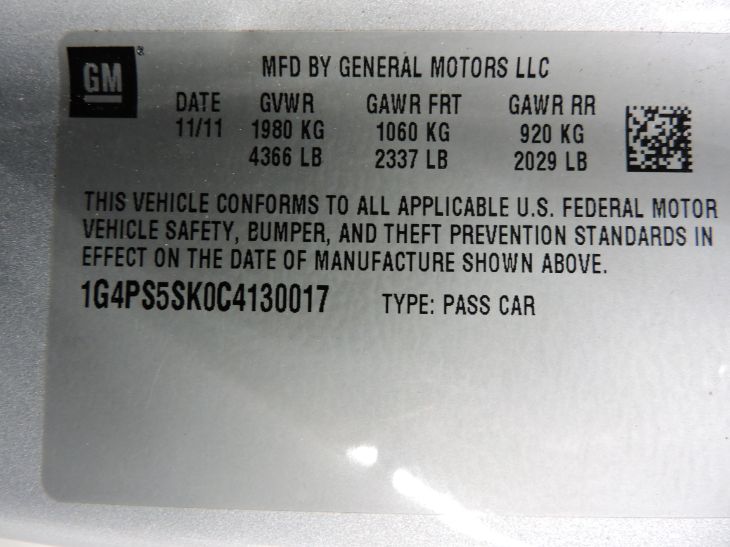 GM
MFD BY GENERAL MOTORS LLC
DATE GVWR GAWR FRT GAWR RR
11/11 1980 KG 1060 KG 920 KG
4366 LB 2337 LB 2029 LB
THIS VEHICLE CONFORMS TO ALL APPLICABLE U.S. FEDERAL MOTOR
VEHICLE SAFETY, BUMPER, AND THEFT PREVENTION STANDARDS IN
EFFECT ON THE DATE OF MANUFACTURE SHOWN ABOVE.
1G4PS5SK0C4130017 TYPE: PASS CAR